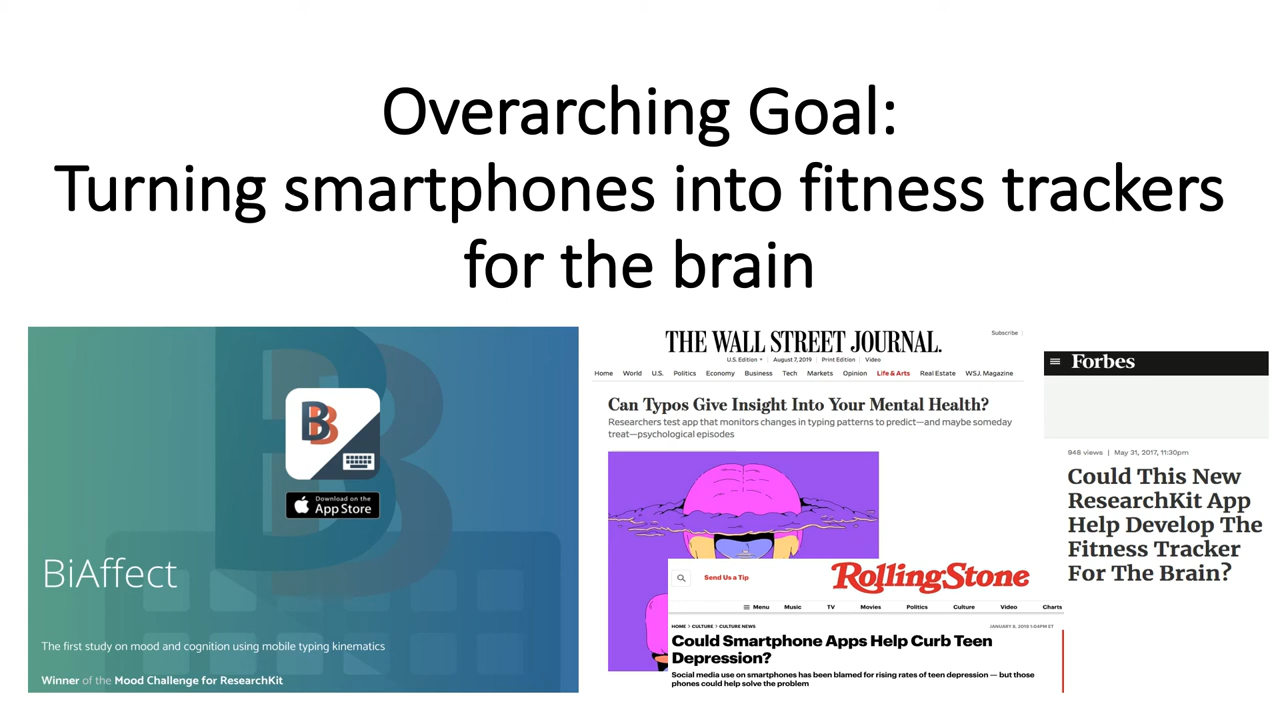 Overarching Goal:
Turning smartphones into fitness trackers
for the brain
BB
Download on the
App Store
BiAffect
The first study on mood and cognition using mobile typing kinematics
Winner of the Mood Challenge for ResearchKit
Subscribe
THE WALL STREET JOURNAL.
U.S. Edition August 7, 2019 Print Edition Video
Home World U.S. Politics Economy Business Tech Markets Opinion Life & Arts Real Estate WSJ. Magazine
Can Typos Give Insight Into Your Mental Health?
Researchers test app that monitors changes in typing patterns to predict—and maybe someday
treat—psychological episodes
Send Us a Tip
RollingStone
Menu Music TV Movies Politics Culture Video Charts
HOME > CULTURE > CULTURE NEWS JANUARY 8, 2019 1:04PM ET
Could Smartphone Apps Help Curb Teen
Depression?
Social media use on smartphones has been blamed for rising rates of teen depression — but those
phones could help solve the problem
Forbes
948 views | May 31, 2017, 11:30pm
Could This New
ResearchKit App
Help Develop The
Fitness Tracker
For The Brain?